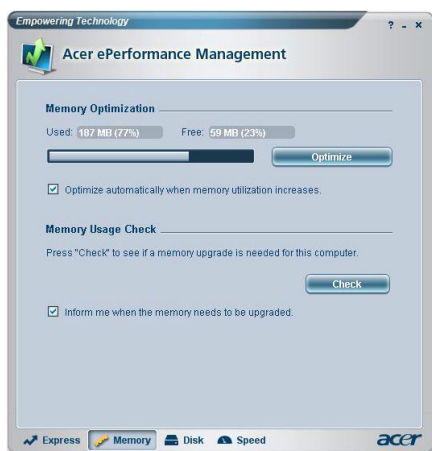 Empowering Technology
? - ×
Acer ePerformance Management
Memory Optimization
Used: 187 MB (77%) Free: 59 MB (23%)
Optimize
Optimize automatically when memory utilization increases.
Memory Usage Check
Press "Check" to see if a memory upgrade is needed for this computer.
Check
Inform me when the memory needs to be upgraded.
Express Memory Disk Speed acer